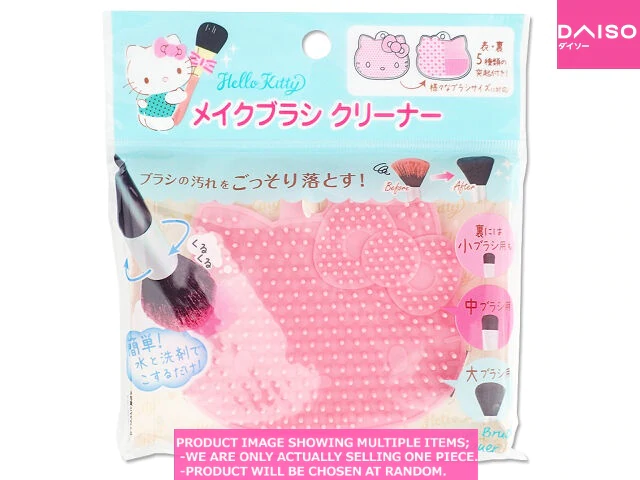 DAISO
ダイソー
Hello Kitty
表・裏
5種類の
突起付き!
様々なブラシサイズに対応
メイクブラシ クリーナー
ブラシの汚れをごっそり落とす!
Before
After
くるくる
裏には
小ブラシ用も
中ブラシ用
大ブラシ用
簡単!
水と洗剤で
こするだけ!
PRODUCT IMAGE SHOWING MULTIPLE ITEMS;
-WE ARE ONLY ACTUALLY SELLING ONE PIECE.
-PRODUCT WILL BE CHOSEN AT RANDOM.